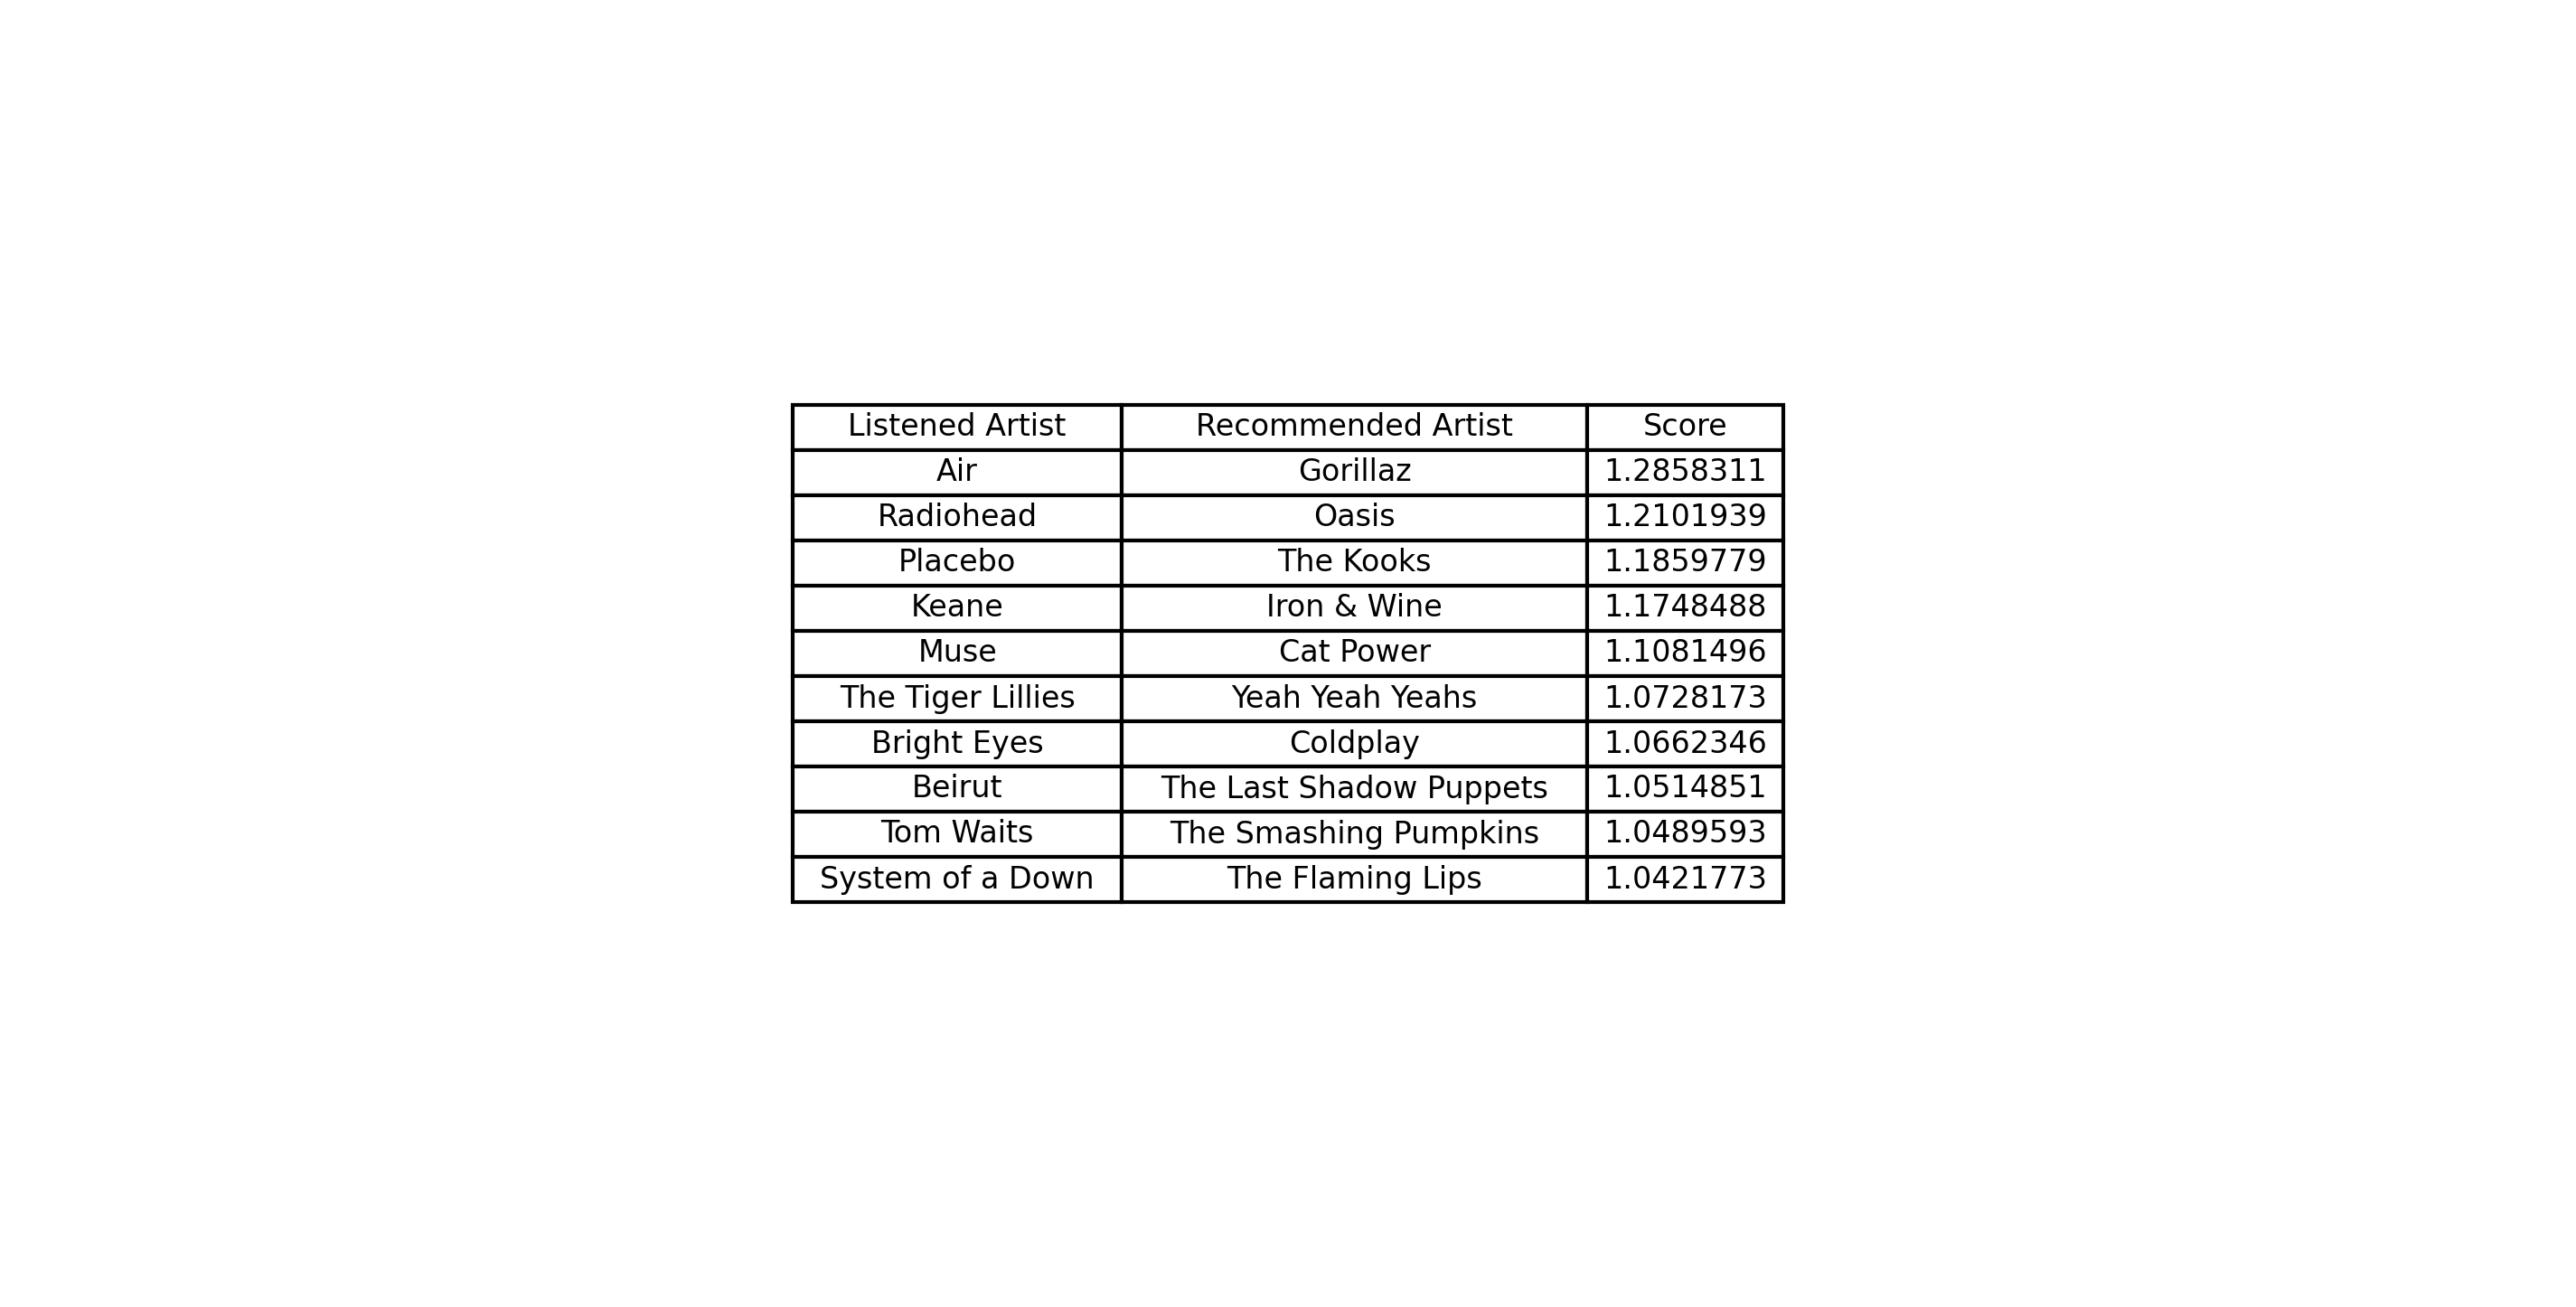 Listened Artist Recommended Artist Score
Air Gorillaz 1.2858311
Radiohead Oasis 1.2101939
Placebo The Kooks 1.1859779
Keane Iron & Wine 1.1748488
Muse Cat Power 1.1081496
The Tiger Lillies Yeah Yeah Yeahs 1.0728173
Bright Eyes Coldplay 1.0662346
Beirut The Last Shadow Puppets 1.0514851
Tom Waits The Smashing Pumpkins 1.0489593
System of a Down The Flaming Lips 1.0421773